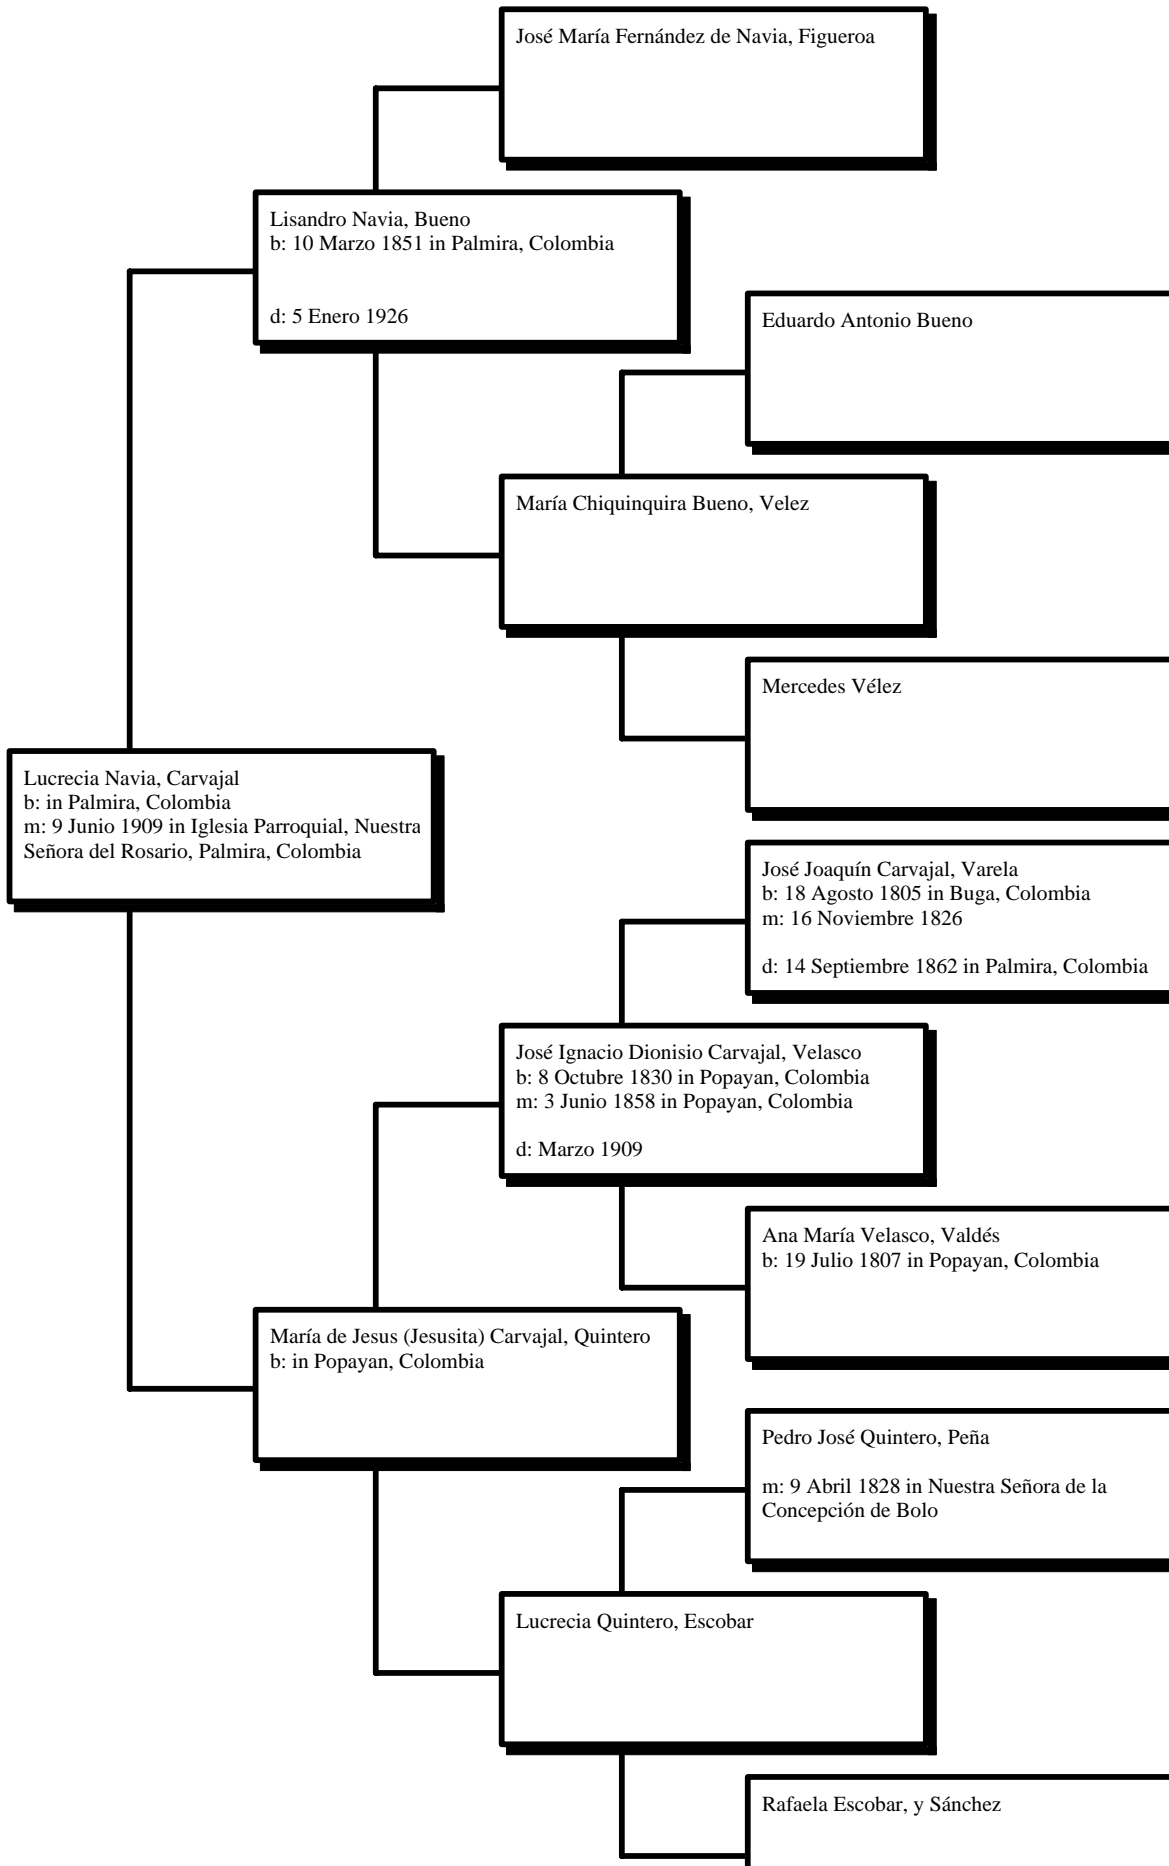 José María Fernández de Navia, Figueroa
Lisandro Navia, Bueno
b: 10 Marzo 1851 in Palmira, Colombia
d: 5 Enero 1926
Eduardo Antonio Bueno
María Chiquinquira Bueno, Velez
Mercedes Vélez
Lucrecia Navia, Carvajal
b: in Palmira, Colombia
m: 9 Junio 1909 in Iglesia Parroquial, Nuestra
Señora del Rosario, Palmira, Colombia
José Joaquín Carvajal, Varela
b: 18 Agosto 1805 in Buga, Colombia
m: 16 Noviembre 1826
d: 14 Septiembre 1862 in Palmira, Colombia
José Ignacio Dionisio Carvajal, Velasco
b: 8 Octubre 1830 in Popayan, Colombia
m: 3 Junio 1858 in Popayan, Colombia
d: Marzo 1909
Ana María Velasco, Valdés
b: 19 Julio 1807 in Popayan, Colombia
María de Jesus (Jesusita) Carvajal, Quintero
b: in Popayan, Colombia
Pedro José Quintero, Peña
m: 9 Abril 1828 in Nuestra Señora de la
Concepción de Bolo
Lucrecia Quintero, Escobar
Rafaela Escobar, y Sánchez